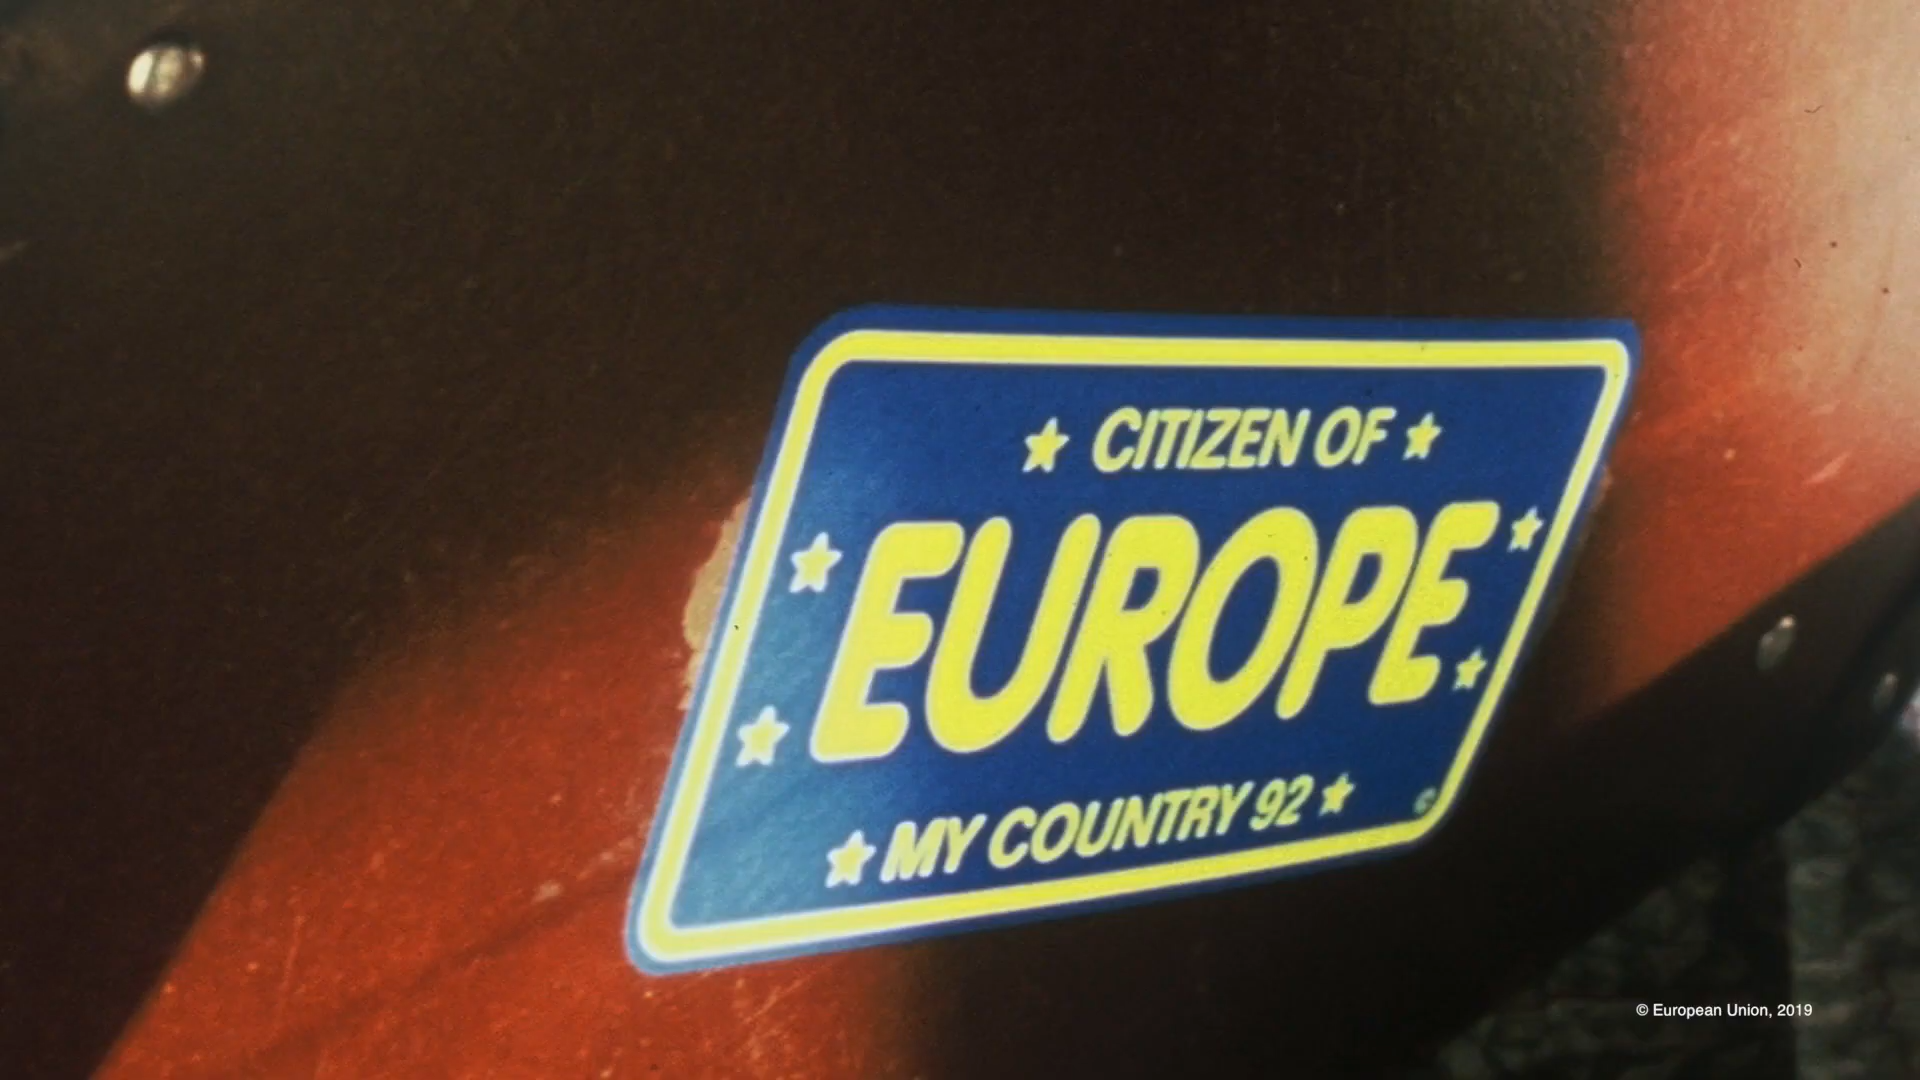 CITIZEN OF
EUROPE
MY COUNTRY 92
©
© European Union, 2019